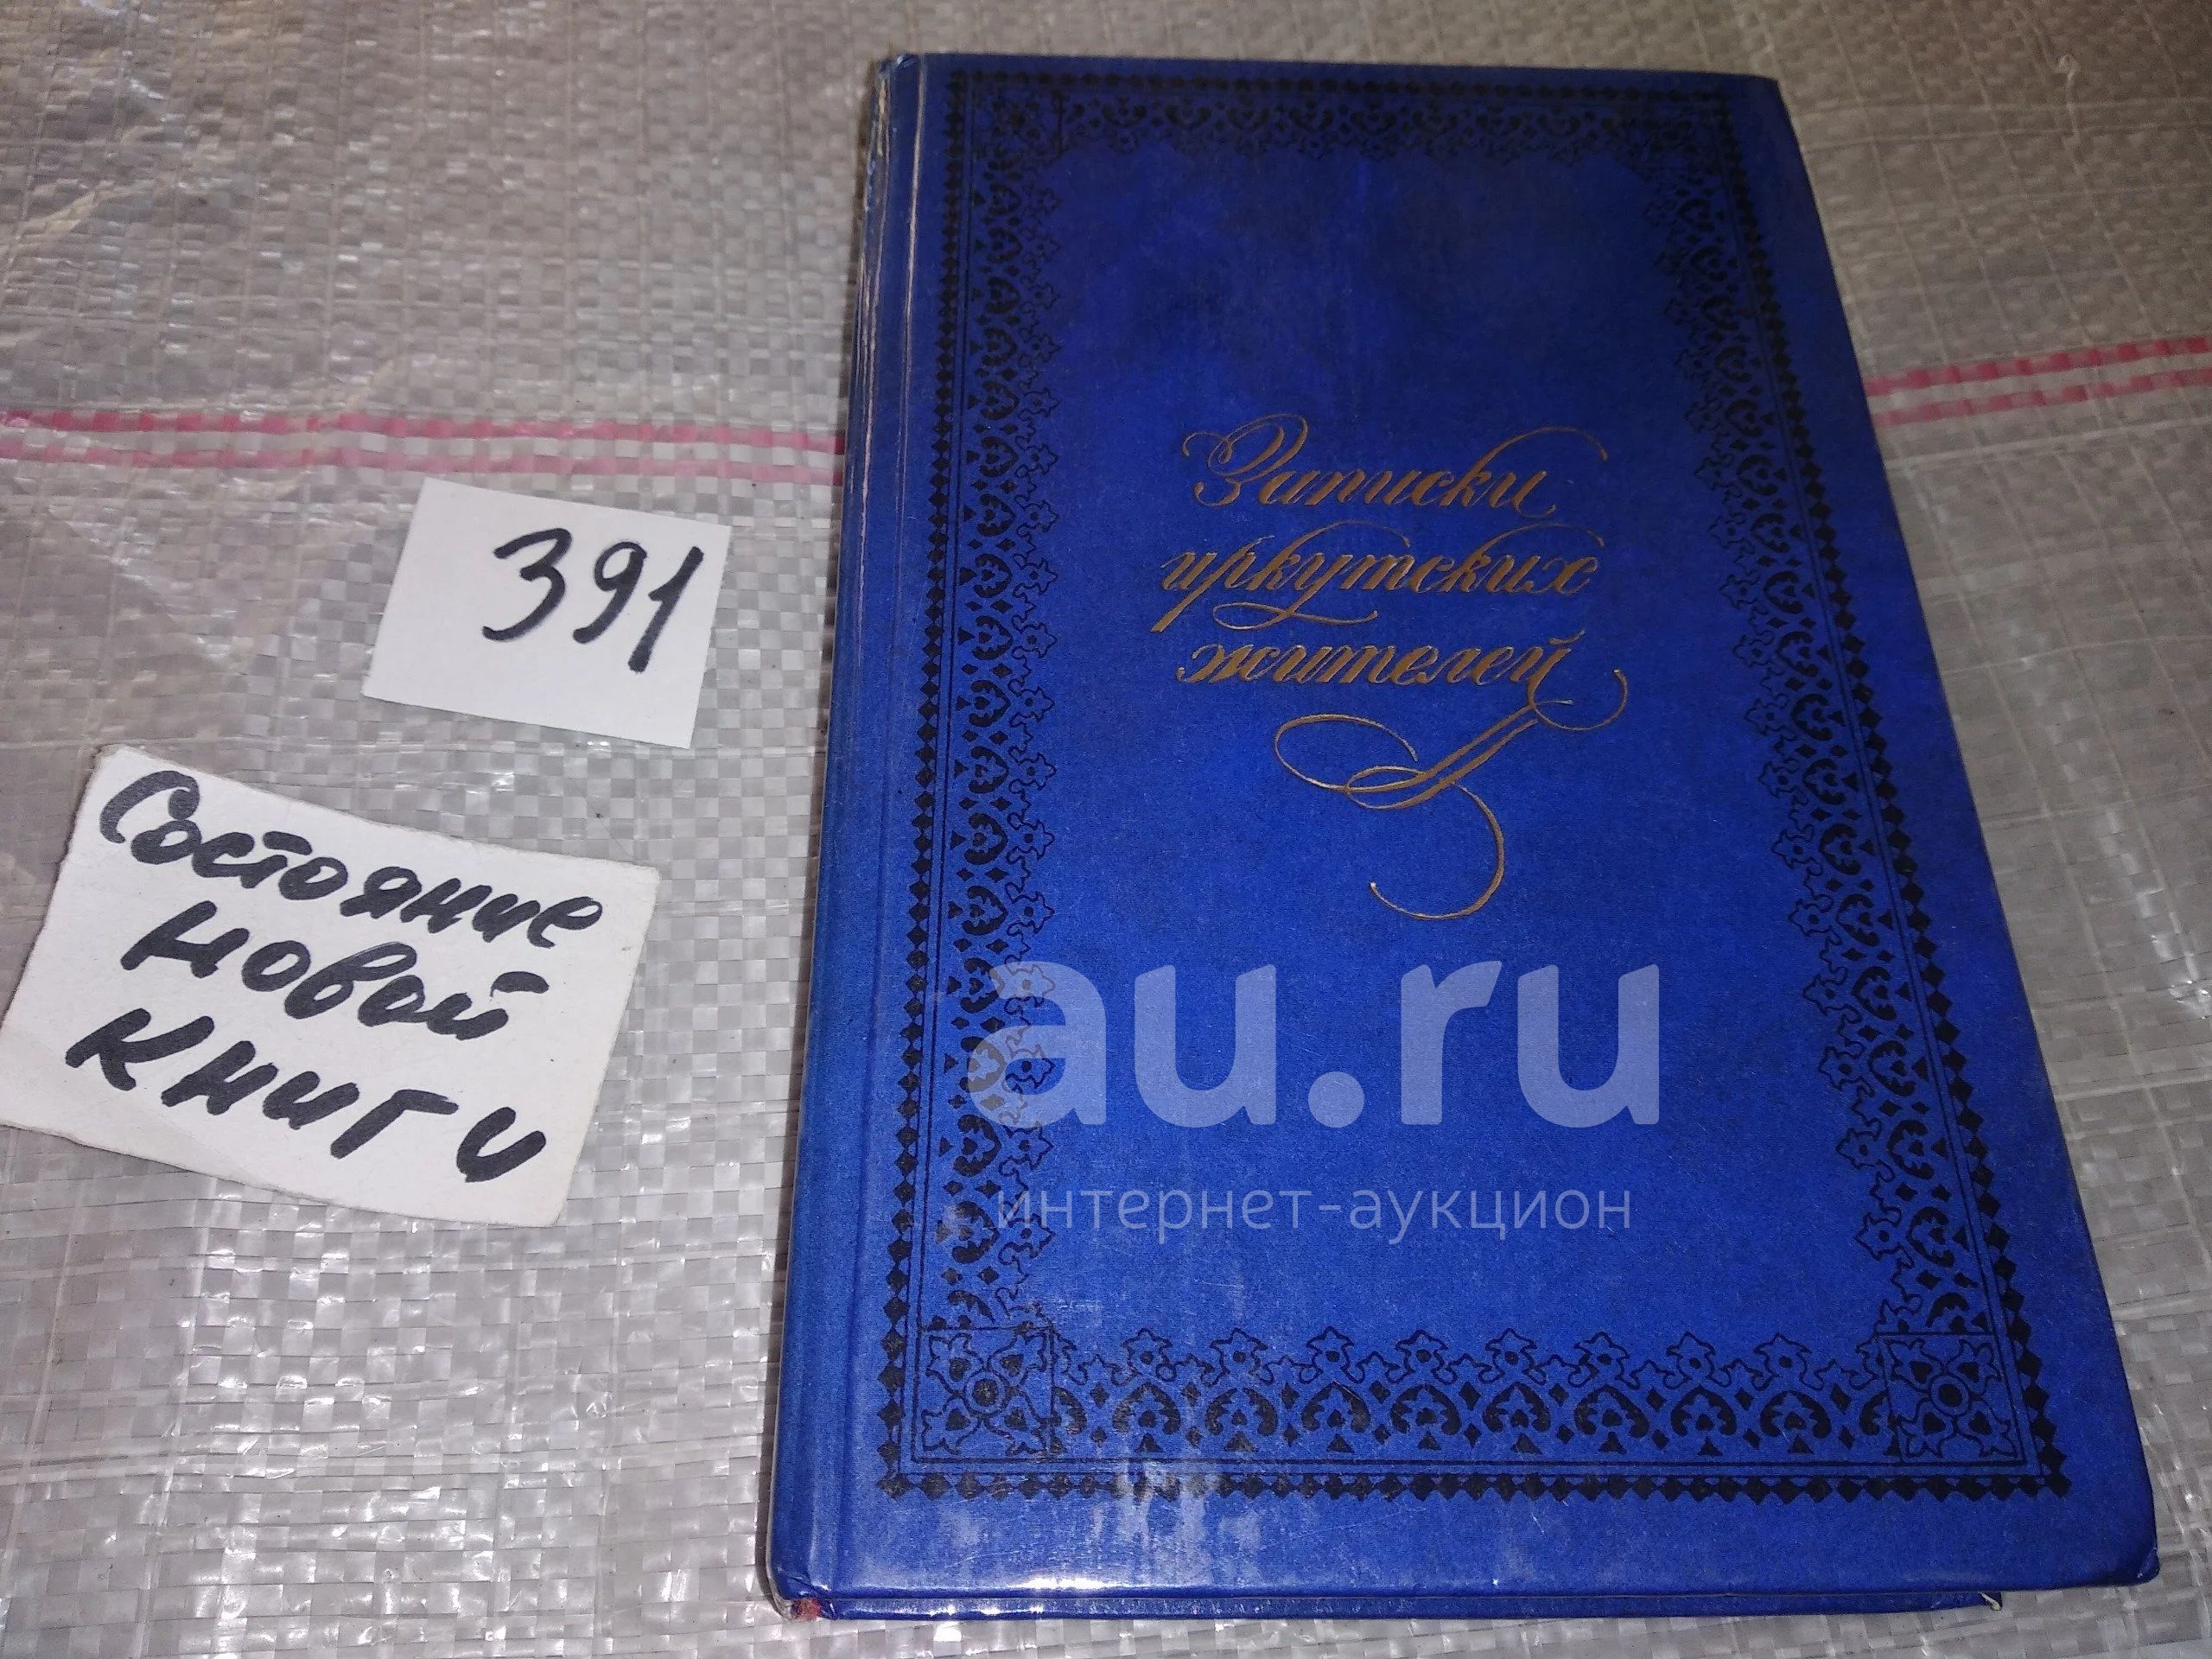 Записки
иркутских
жителей
391
Состояние
новой
книги
au.ru
интернет-аукцион